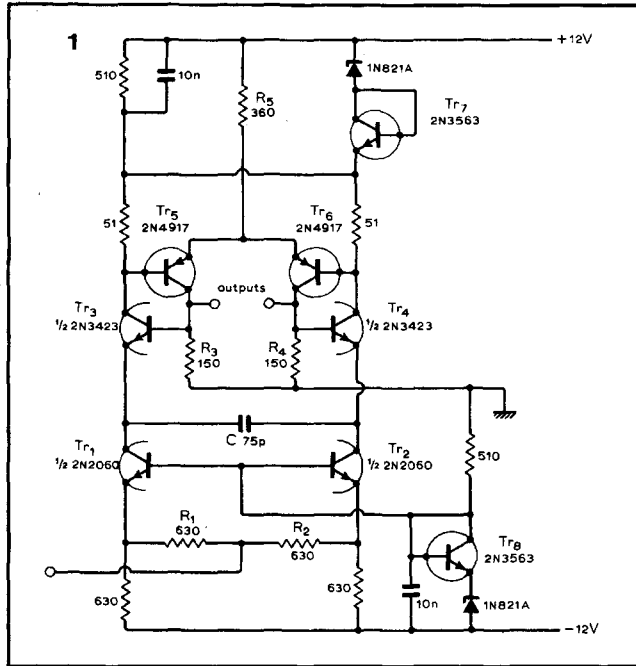 1
+12V
510
10n
R5
360
1N821A
Tr7
2N3563
51
Tr5
2N4917
Tr6
2N4917
51
outputs
Tr3
1/2 2N3423
Tr4
1/2 2N3423
R3
150
R4
150
C 75p
Tr1
1/2 2N2060
Tr2
1/2 2N2060
510
R1
630
R2
630
Tr8
2N3563
630
630
10n
1N821A
-12V